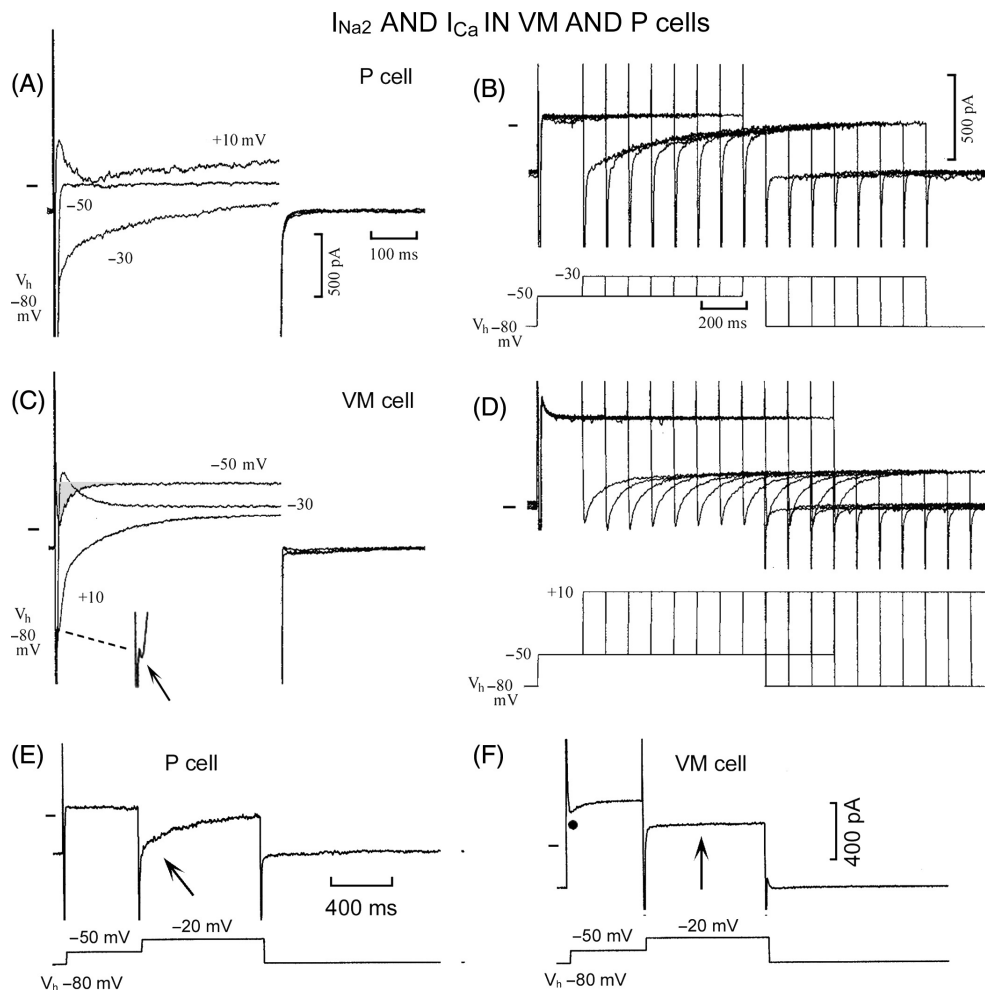 I_Na2 AND I_Ca IN VM AND P cells
(A)
P cell
+10 mV
−50
−30
100 ms
500 pA
V_h
−80
mV
(B)
500 pA
−30
−50
200 ms
V_h −80
mV
(C)
VM cell
−50 mV
−30
+10
V_h
−80
mV
(D)
+10
−50
V_h −80
mV
(E)
P cell
400 ms
−50 mV
−20 mV
V_h −80 mV
(F)
VM cell
400 pA
−50 mV
−20 mV
V_h −80 mV